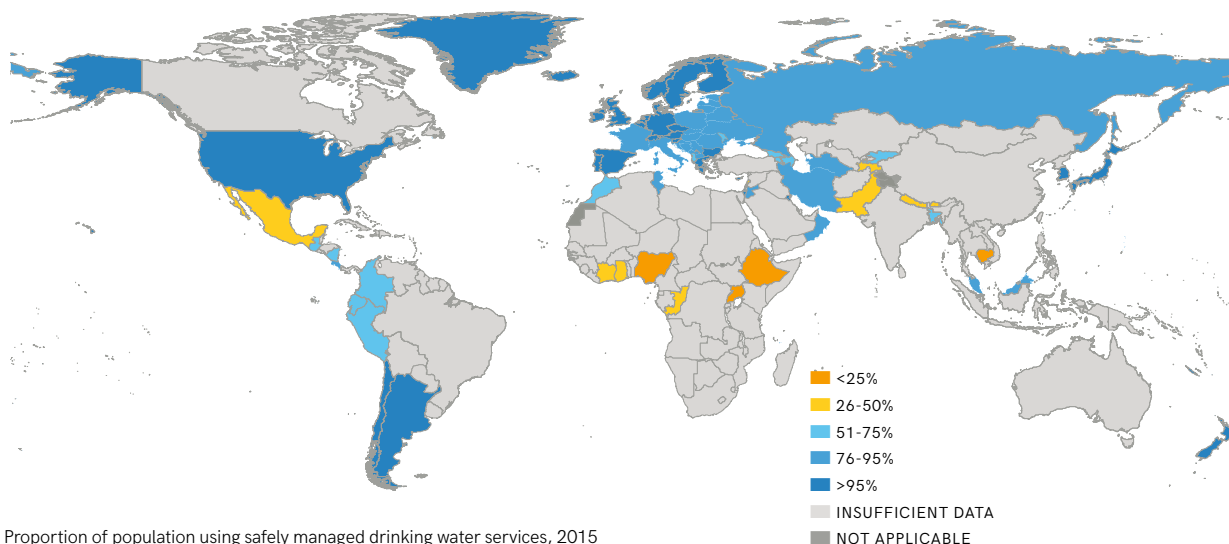 <25%
26-50%
51-75%
76-95%
>95%
INSUFFICIENT DATA
NOT APPLICABLE
Proportion of population using safely managed drinking water services, 2015